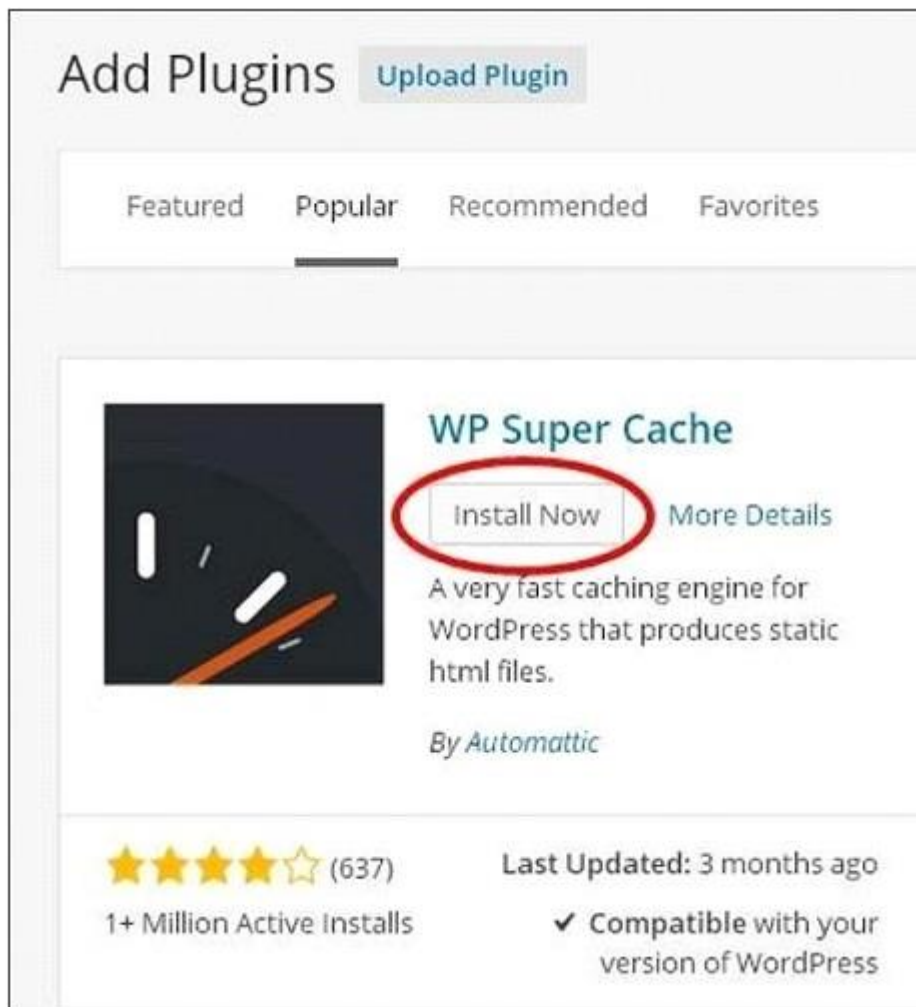 Add Plugins Upload Plugin
Featured Popular Recommended Favorites
WP Super Cache
Install Now More Details
A very fast caching engine for
WordPress that produces static
html files.
By Automattic
(637)
Last Updated: 3 months ago
1+ Million Active Installs
✔ Compatible with your
version of WordPress